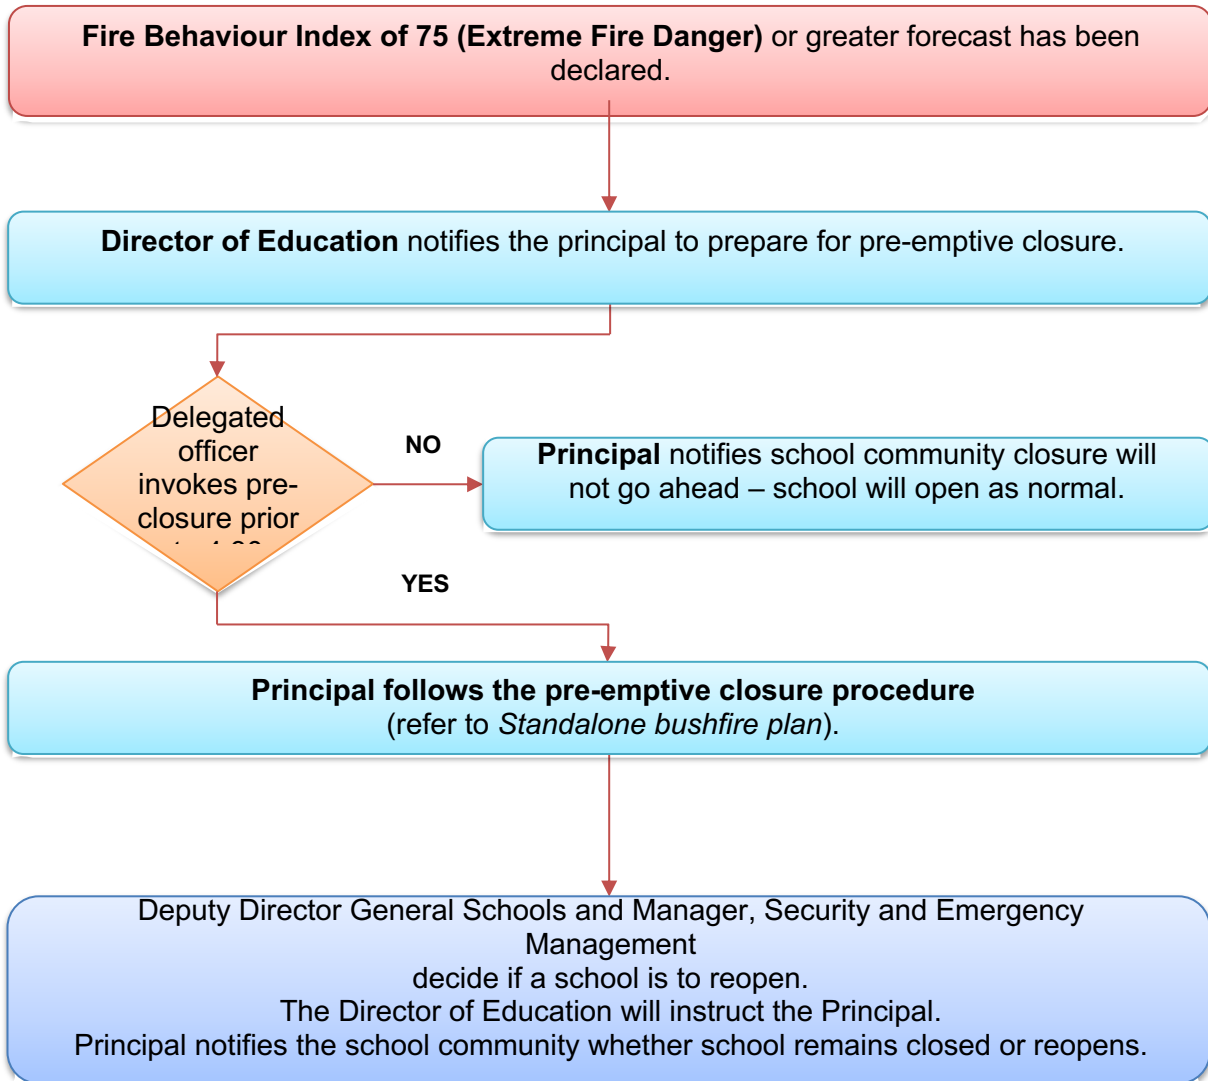 Fire Behaviour Index of 75 (Extreme Fire Danger) or greater forecast has been
declared.
Director of Education notifies the principal to prepare for pre-emptive closure.
Delegated
officer
invokes pre-
closure prior
NO
Principal notifies school community closure will
not go ahead – school will open as normal.
YES
Principal follows the pre-emptive closure procedure
(refer to Standalone bushfire plan).
Deputy Director General Schools and Manager, Security and Emergency
Management
decide if a school is to reopen.
The Director of Education will instruct the Principal.
Principal notifies the school community whether school remains closed or reopens.